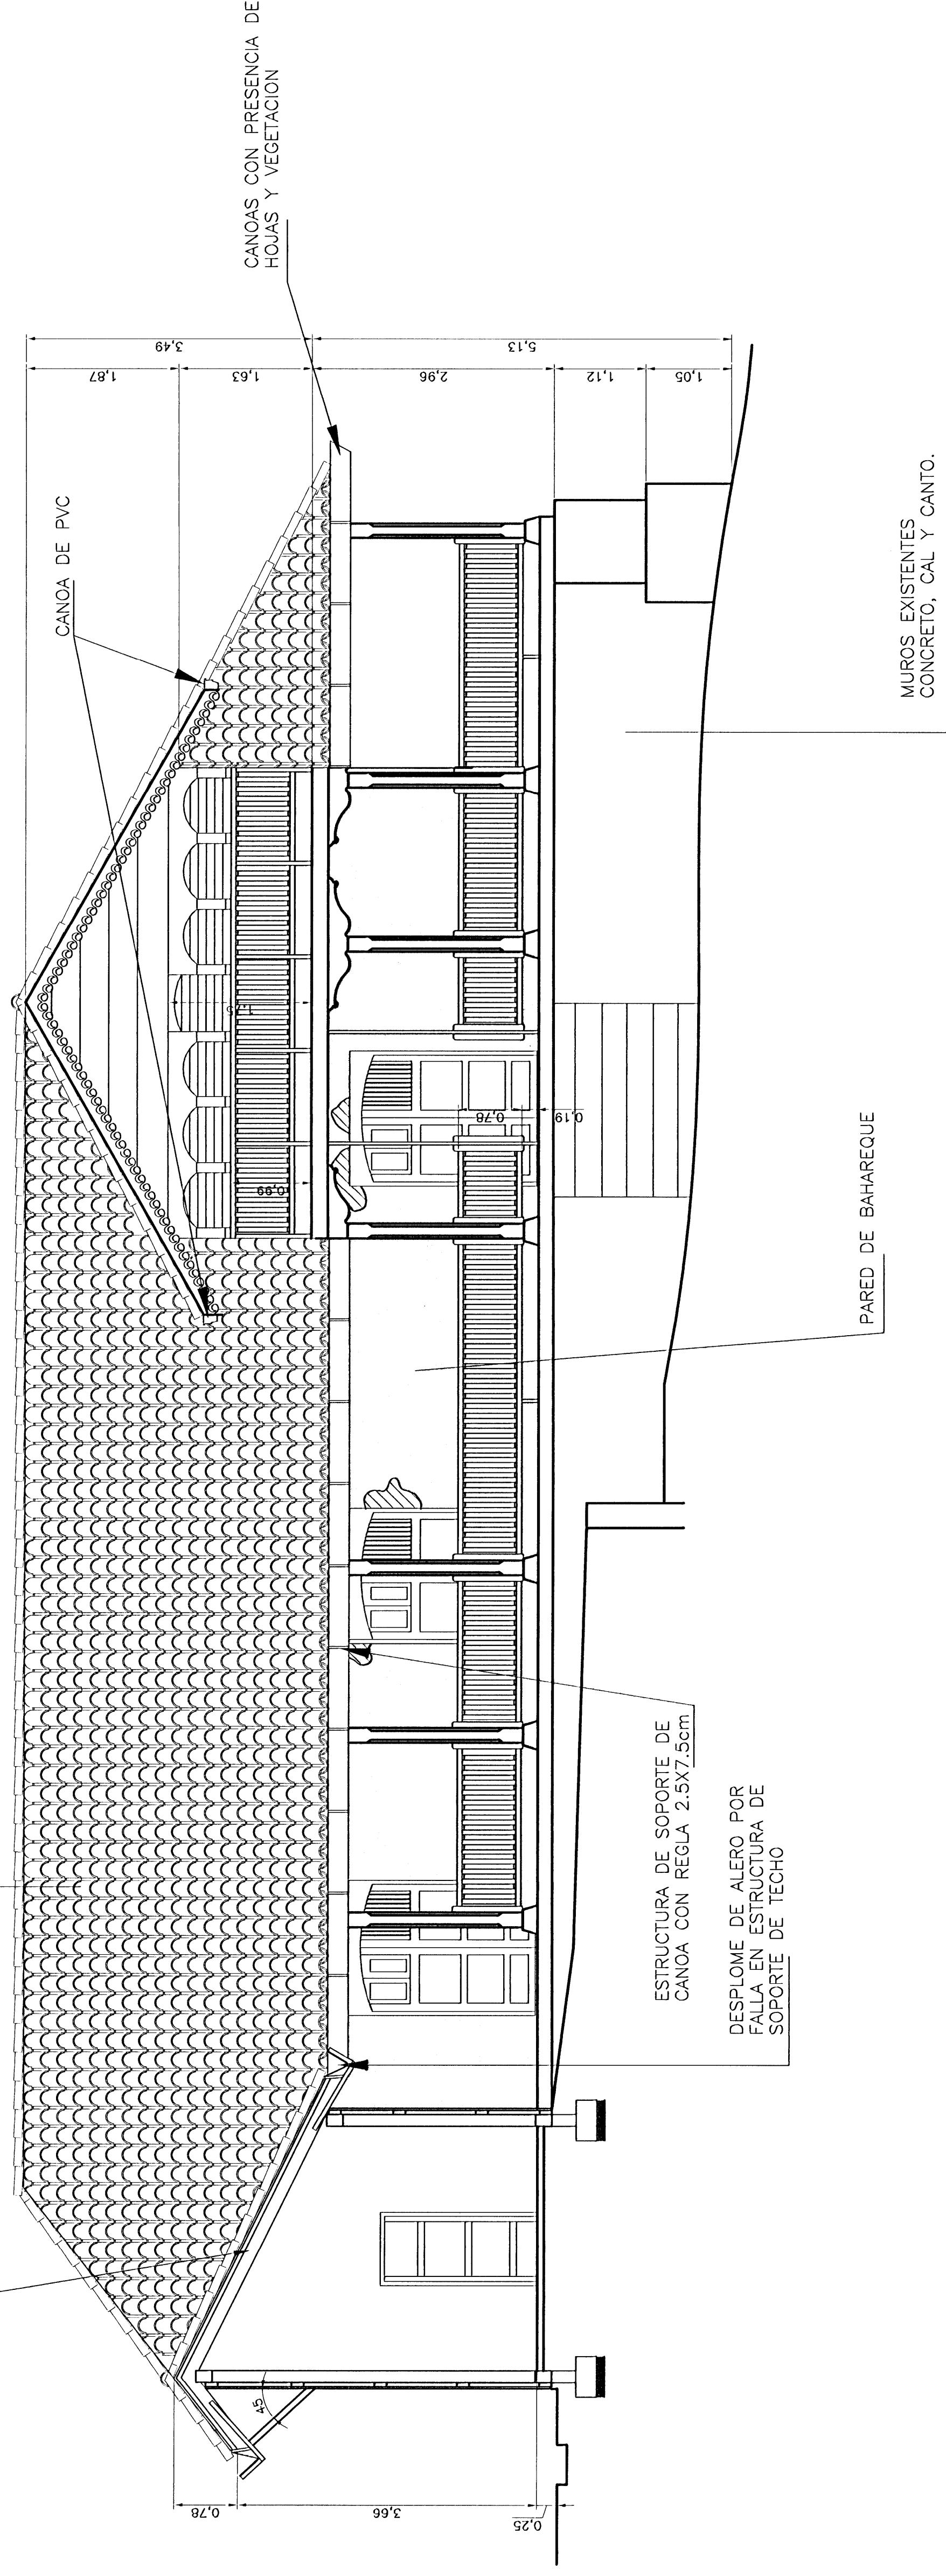 CANOAS CON PRESENCIA DE
HOJAS Y VEGETACION
CANOA DE PVC
3,49
5,13
1,87
1,63
2,96
1,12
1,05
MUROS EXISTENTES
CONCRETO, CAL Y CANTO.
1,75
0,99
0,78
0,19
PARED DE BAHAREQUE
ESTRUCTURA DE SOPORTE DE
CANOA CON REGLA 2.5X7.5cm
DESPLOME DE ALERO POR
FALLA EN ESTRUCTURA DE
SOPORTE DE TECHO
45
0,78
3,66
0,25